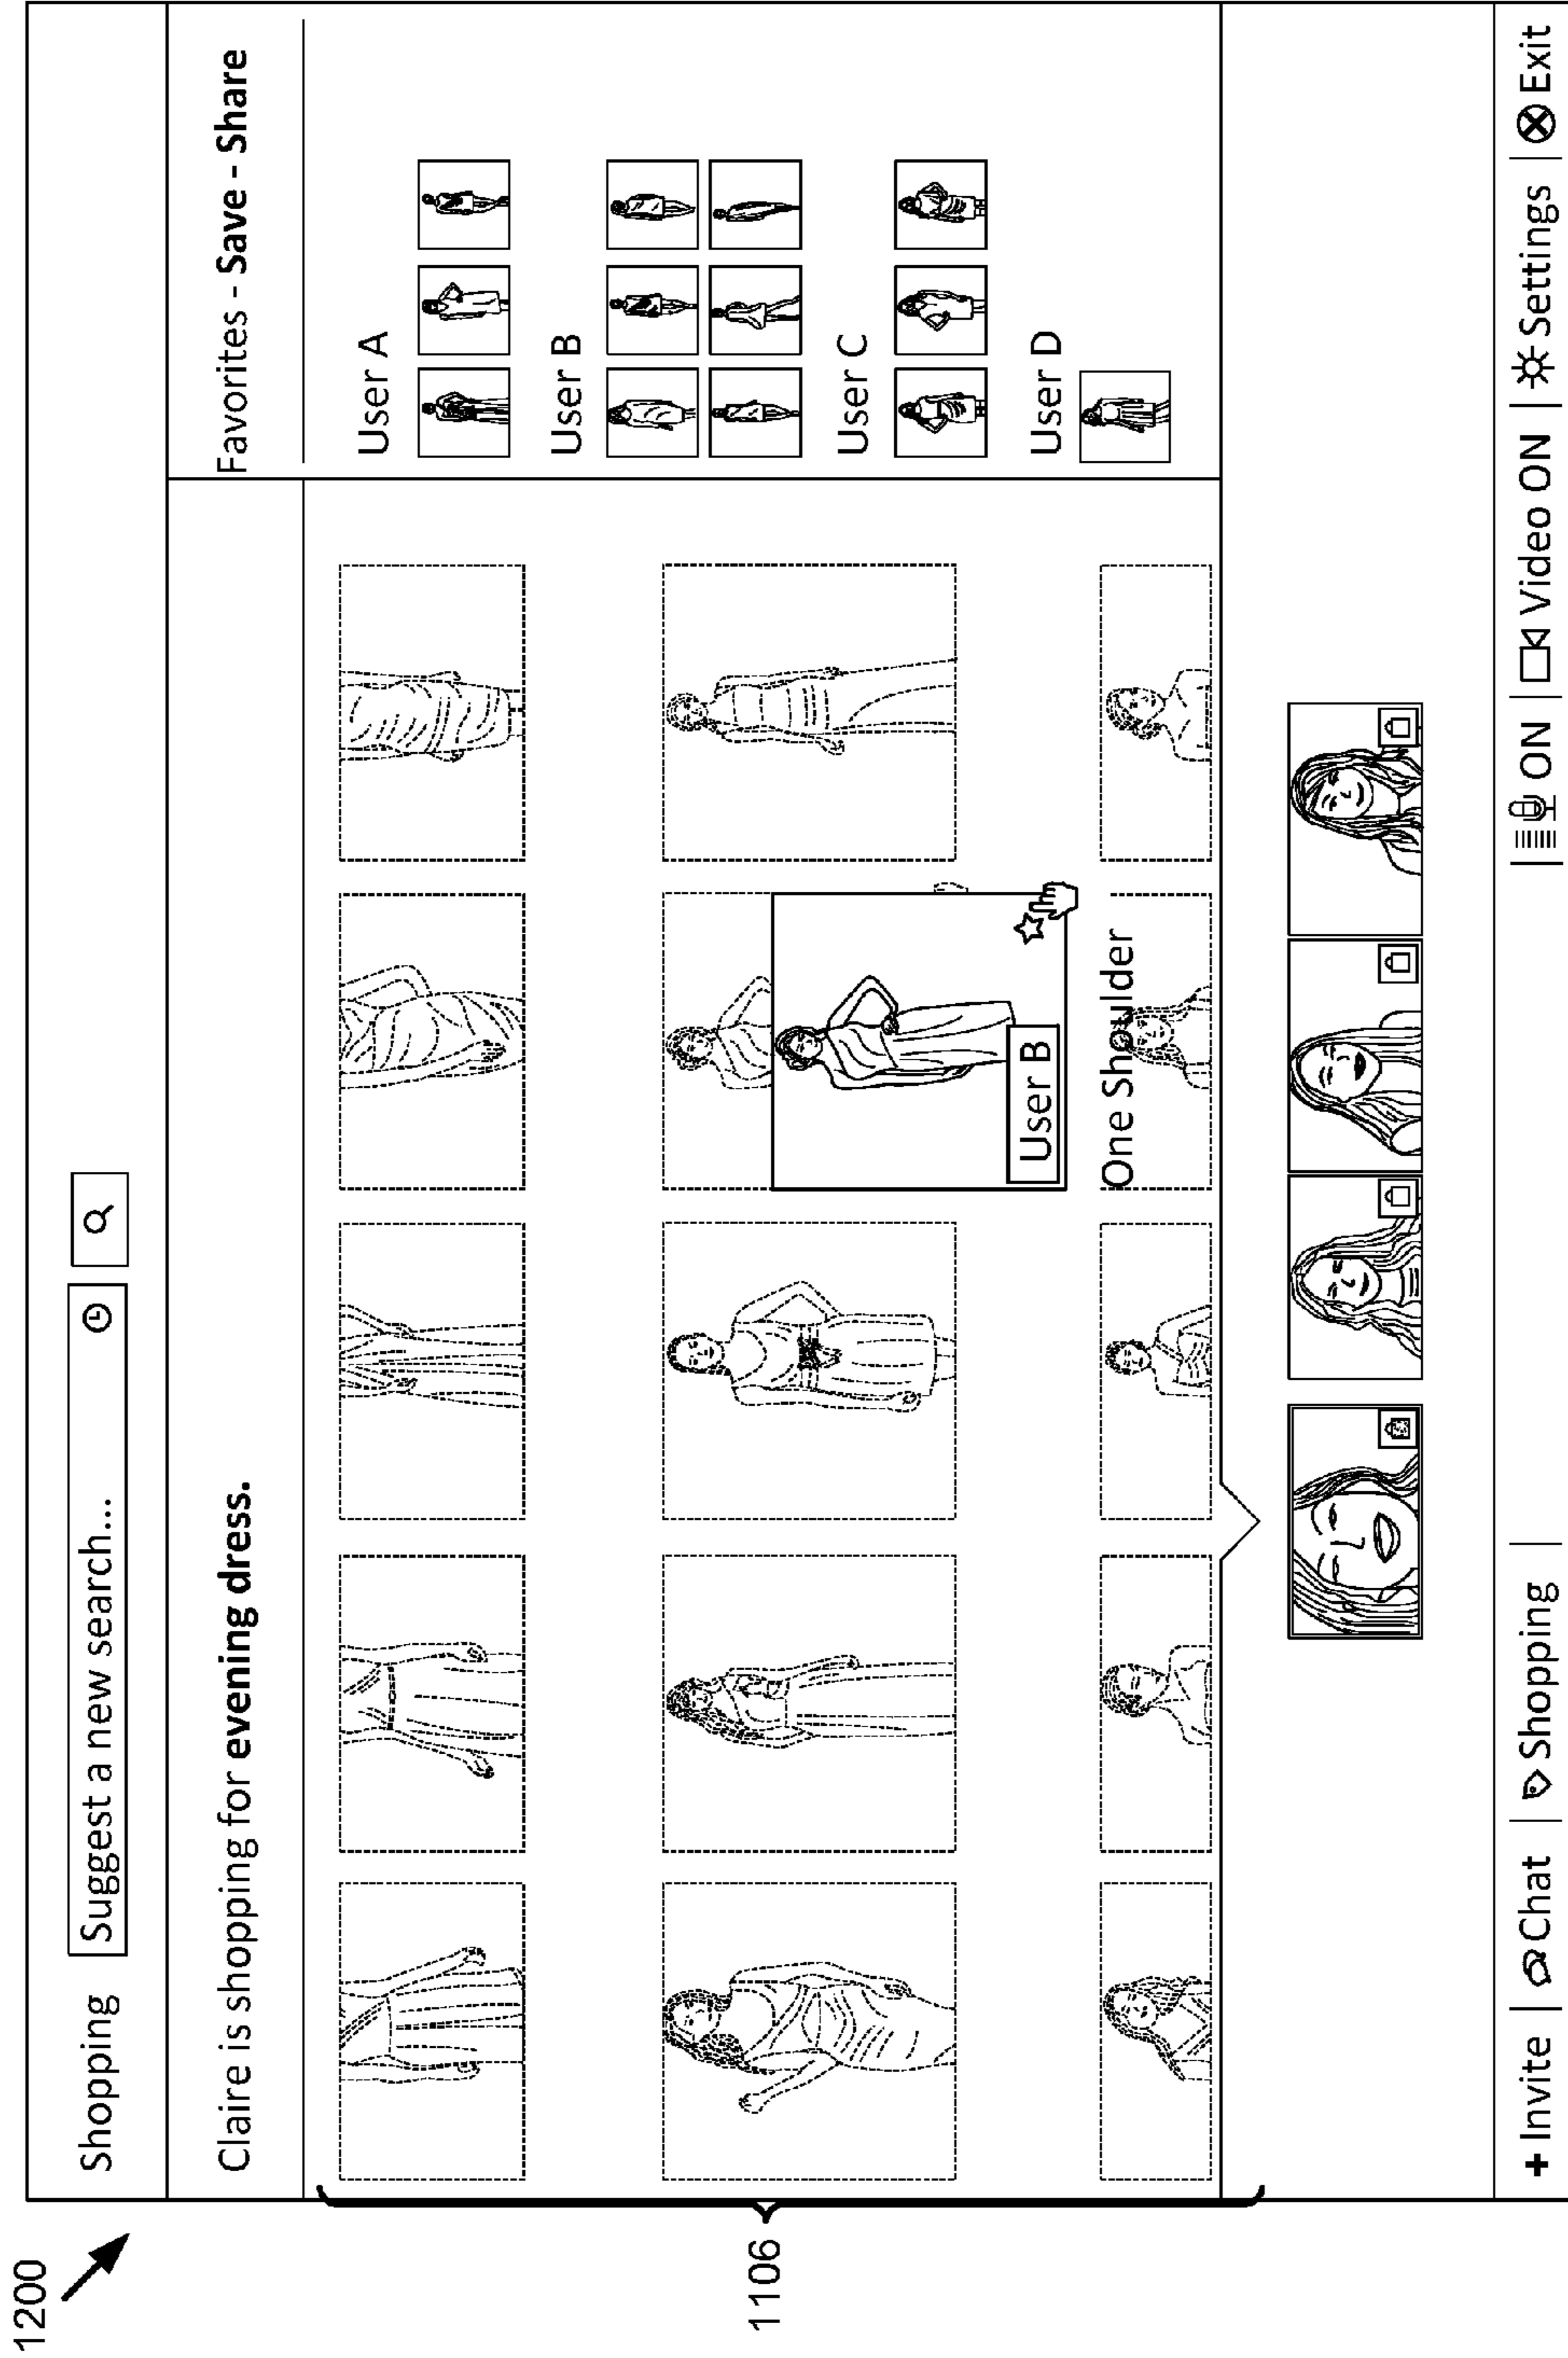 1200
Shopping
Suggest a new search...
Claire is shopping for evening dress.
Favorites - Save - Share
1106
User A
User B
User C
User D
User B
One Shoulder
+ Invite | Chat | Shopping |
| ON | Video ON | Settings | Exit